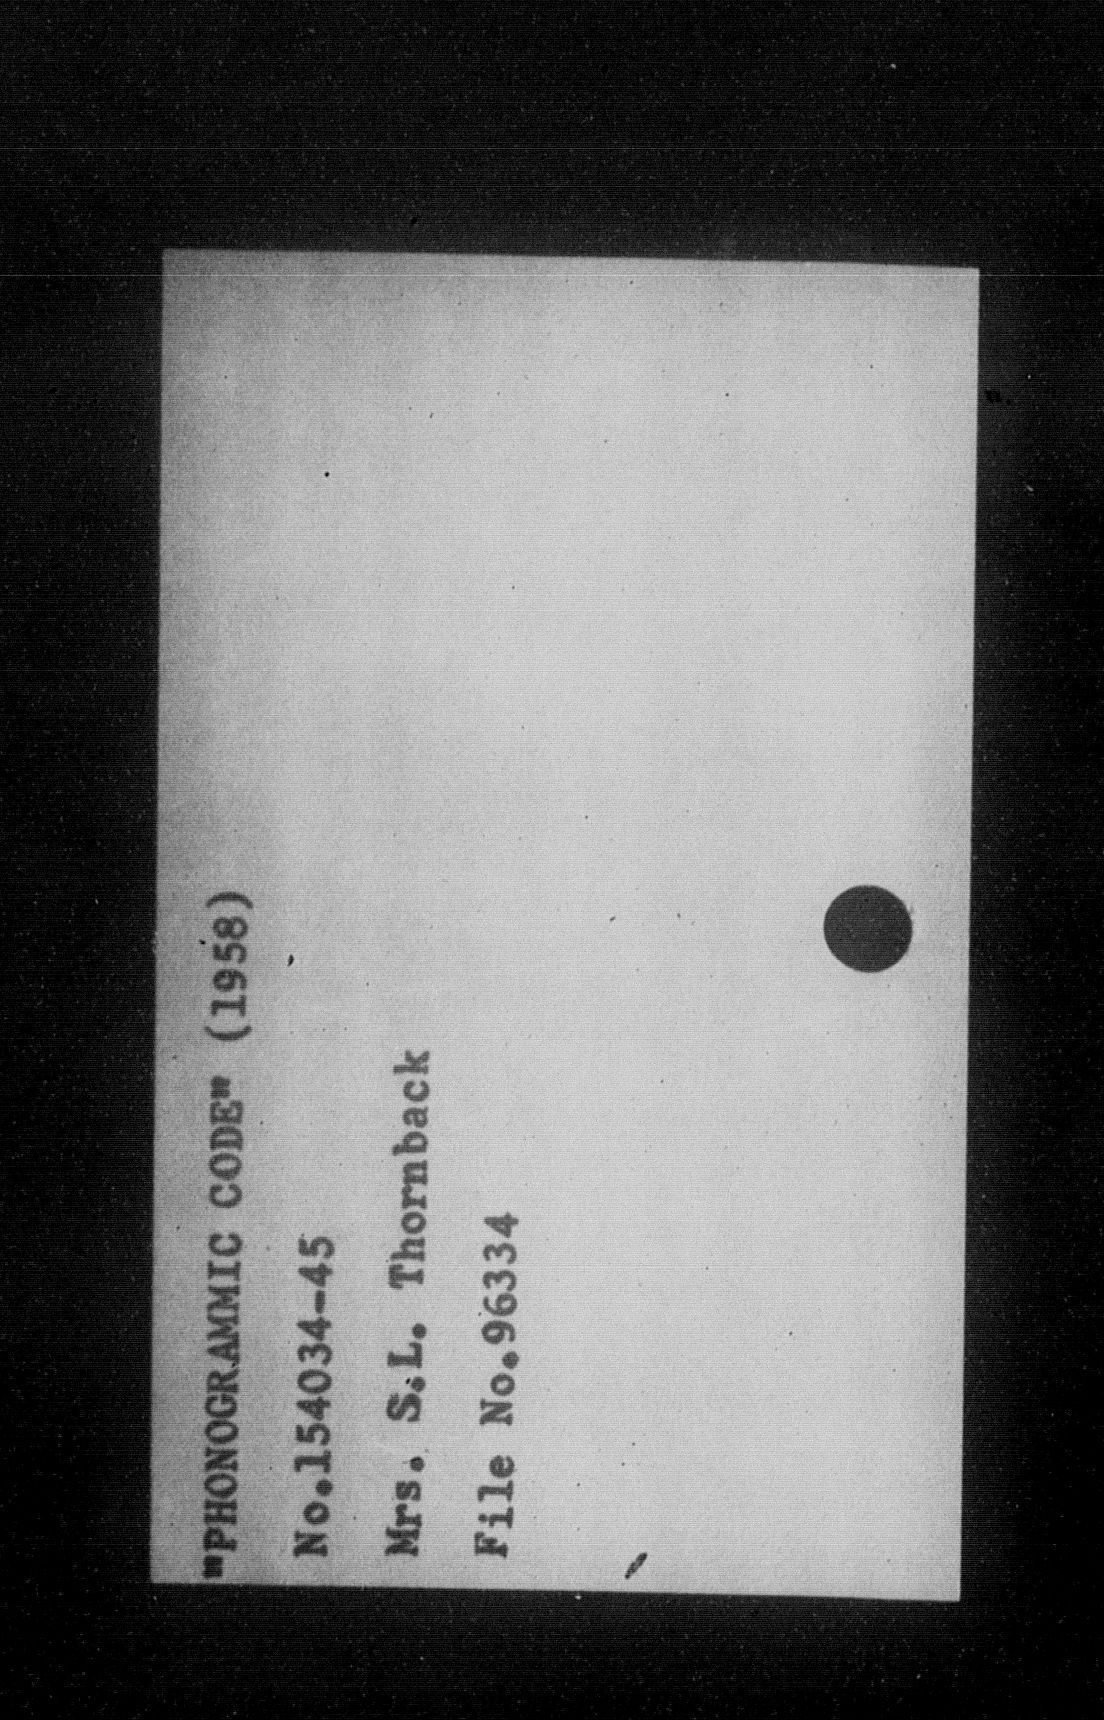 "PHONOGRAMMIC CODE" (1958)
No.154034-45
Mrs. S.L. Thornback
File No.96334